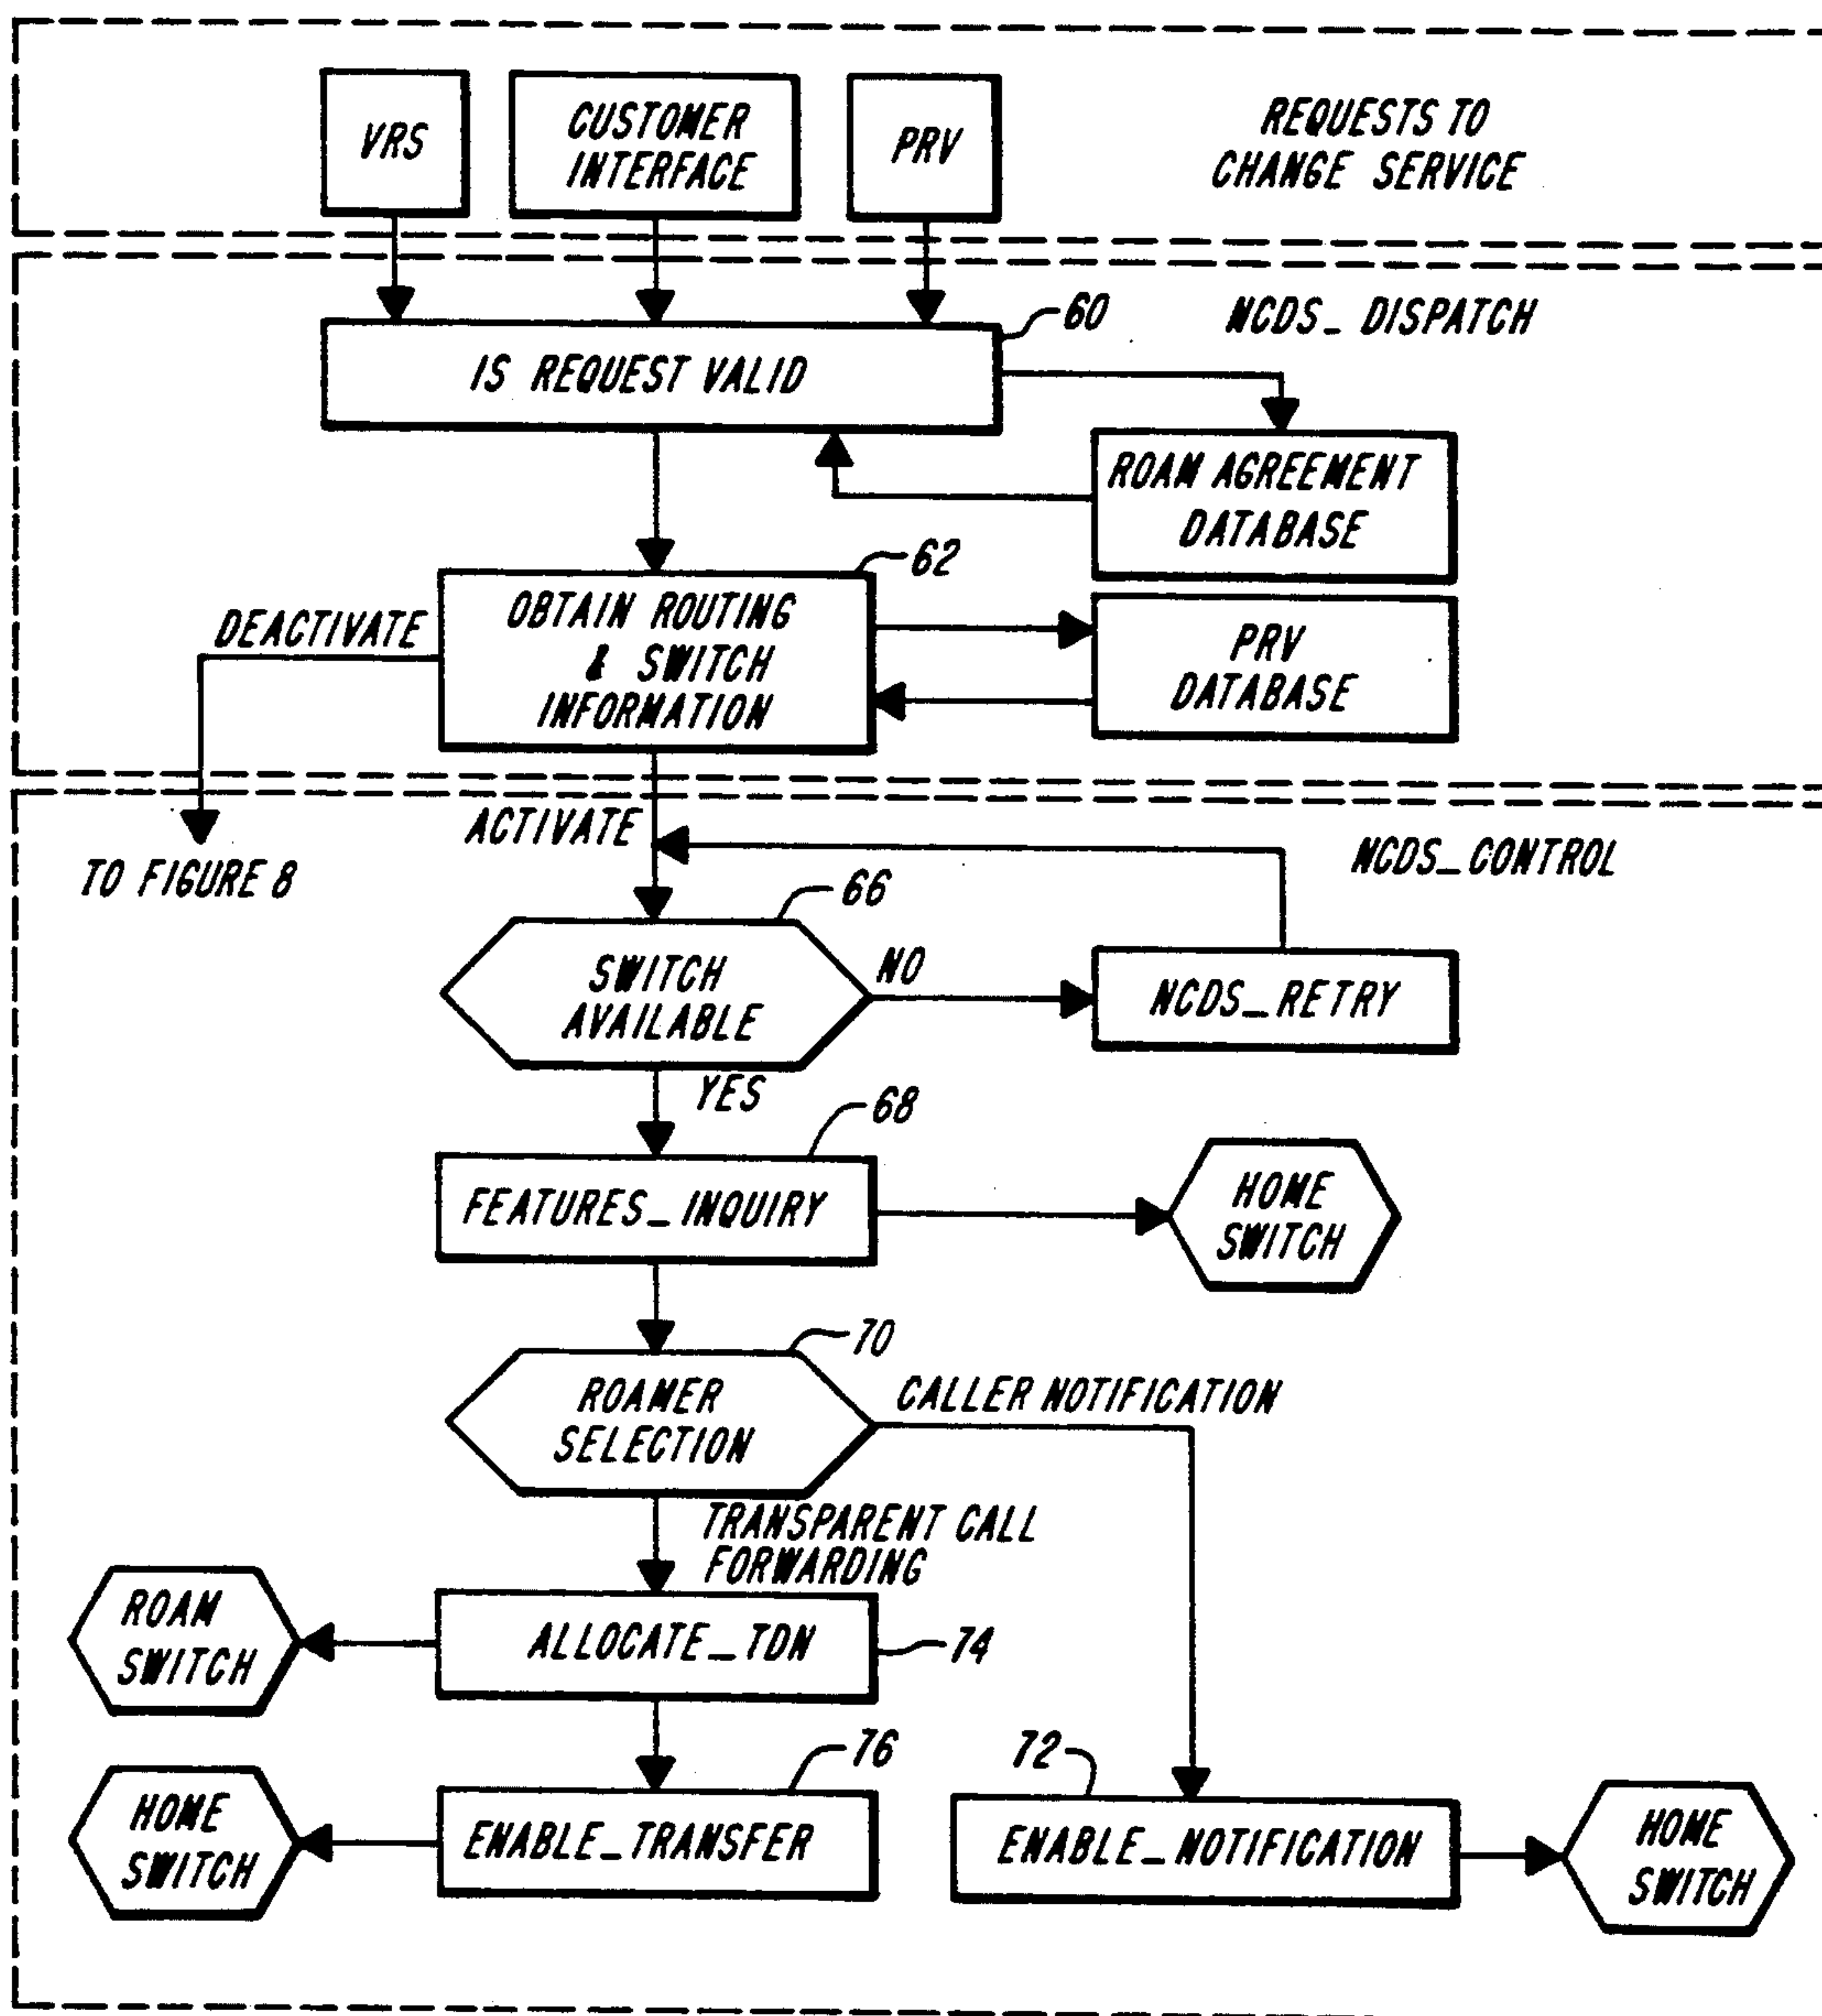 VRS
CUSTOMER
INTERFACE
PRV
REQUESTS TO
CHANGE SERVICE
60
NCDS_ DISPATCH
IS REQUEST VALID
ROAM AGREEMENT
DATABASE
62
DEACTIVATE
OBTAIN ROUTING
& SWITCH
INFORMATION
PRV
DATABASE
ACTIVATE
NCDS_CONTROL
TO FIGURE 8
66
SWITCH
AVAILABLE
NO
NCDS_RETRY
YES
68
FEATURES_INQUIRY
HOME
SWITCH
70
ROAMER
SELECTION
CALLER NOTIFICATION
TRANSPARENT CALL
FORWARDING
ROAM
SWITCH
ALLOCATE_TDN
74
76
72
HOME
SWITCH
ENABLE_TRANSFER
ENABLE_NOTIFICATION
HOME
SWITCH